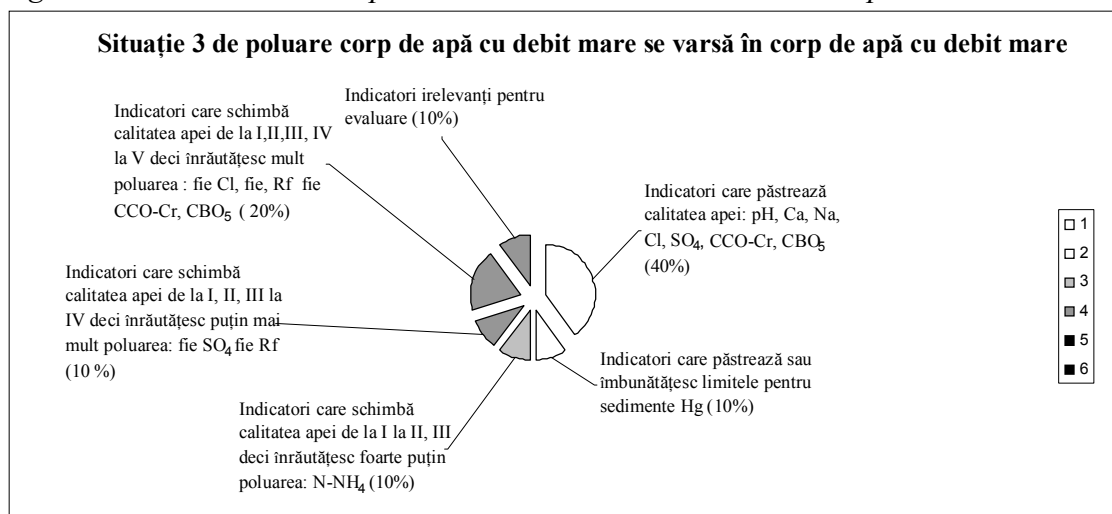 Situație 3 de poluare corp de apă cu debit mare se varsă în corp de apă cu debit mare
Indicatori irelevanți pentru
evaluare (10%)
Indicatori care schimbă
calitatea apei de la I,II,III, IV
la V deci înrăutățesc mult
poluarea : fie Cl, fie, Rf fie
CCO-Cr, CBO5 ( 20%)
Indicatori care păstrează
calitatea apei: pH, Ca, Na,
Cl, SO4, CCO-Cr, CBO5
(40%)
Indicatori care schimbă
calitatea apei de la I, II, III la
IV deci înrăutățesc puțin mai
mult poluarea: fie SO4 fie Rf
(10 %)
Indicatori care păstrează sau
îmbunătățesc limitele pentru
sedimente Hg (10%)
Indicatori care schimbă
calitatea apei de la I la II, III
deci înrăutățesc foarte puțin
poluarea: N-NH4 (10%)
1
2
3
4
5
6